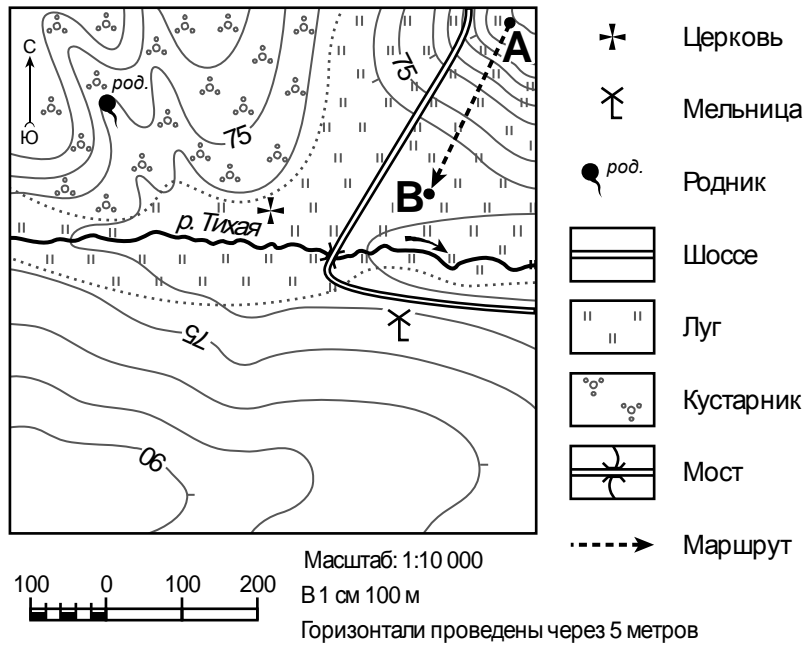 С
Ю
род.
75
75
А
В
р. Тихая
75
90
Церковь
Мельница
род.
Родник
Шоссе
Луг
Кустарник
Мост
Маршрут
Масштаб: 1:10 000
100 0 100 200
В 1 см 100 м
Горизонтали проведены через 5 метров